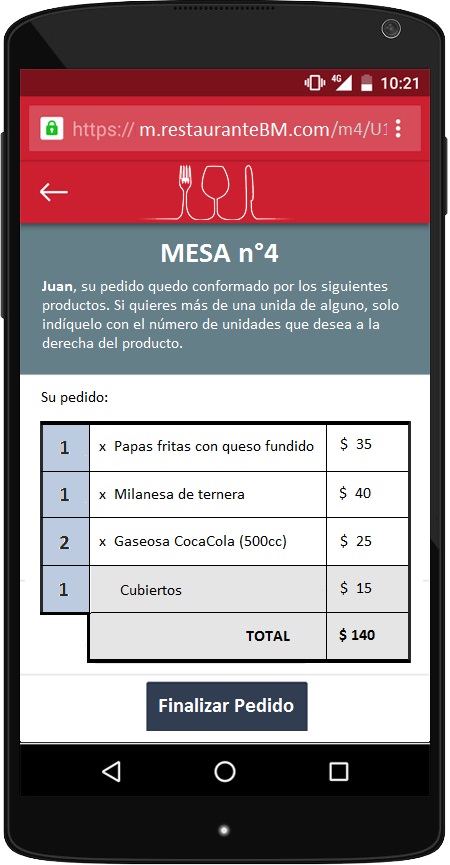 4G 10:21
https:// m.restauranteBM.com/m4/U1
MESA n°4
Juan, su pedido quedo conformado por los siguientes
productos. Si quieres más de una unida de alguno, solo
indíquelo con el número de unidades que desea a la
derecha del producto.
Su pedido:
1 x Papas fritas con queso fundido $ 35
1 x Milanesa de ternera $ 40
2 x Gaseosa CocaCola (500cc) $ 25
1 Cubiertos $ 15
TOTAL $ 140
Finalizar Pedido